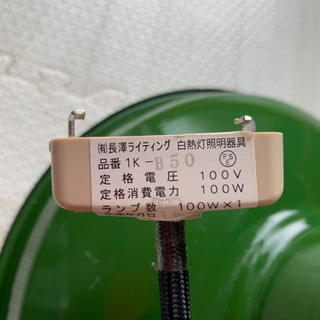 ㈲長澤ライティング 白熱灯照明器具
品番 1K-B50
PSE
定格電圧 100V
定格消費電力 100W
ランプ数 100W×1